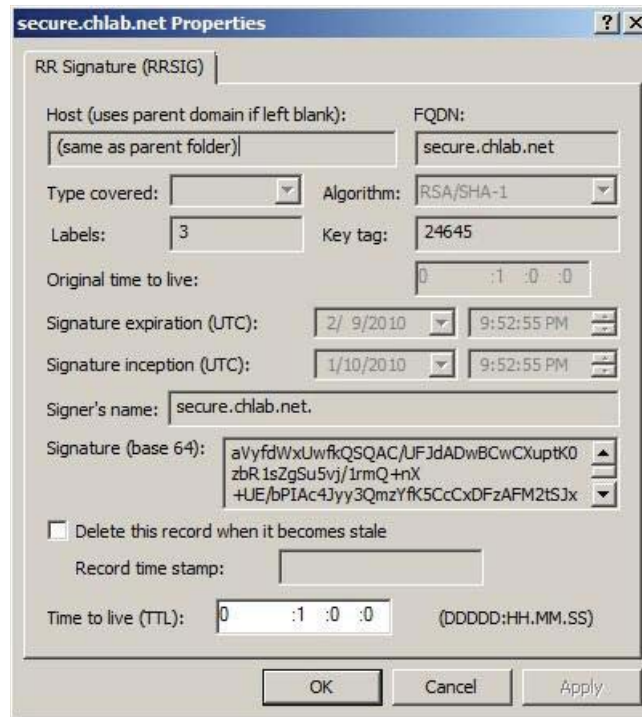 secure.chlab.net Properties
RR Signature (RRSIG)
Host (uses parent domain if left blank): FQDN:
(same as parent folder) secure.chlab.net
Type covered: Algorithm: RSA/SHA-1
Labels: 3 Key tag: 24645
Original time to live: 0 :1 :0 :0
Signature expiration (UTC): 2/ 9/2010 9:52:55 PM
Signature inception (UTC): 1/10/2010 9:52:55 PM
Signer's name: secure.chlab.net.
Signature (base 64): aVyfdWxUwfkQSQAC/UFJdADwBCwCXuptK0
zbR1sZgSu5vj/1rmQ+nX
+UE/bPIAc4Jyy3QmzYfK5CcCxDFzAFM2tSJx
Delete this record when it becomes stale
Record time stamp:
Time to live (TTL): 0 :1 :0 :0 (DDDDD:HH.MM.SS)
OK Cancel Apply